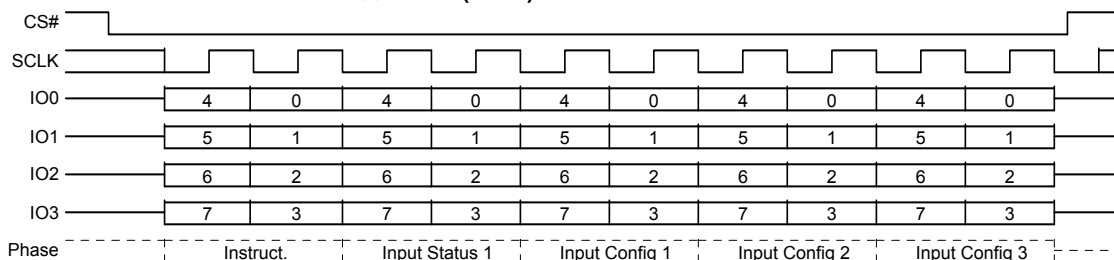 CS#
SCLK
IO0 4 0 4 0 4 0 4 0 4 0
IO1 5 1 5 1 5 1 5 1 5 1
IO2 6 2 6 2 6 2 6 2 6 2
IO3 7 3 7 3 7 3 7 3 7 3
Phase Instruct. Input Status 1 Input Config 1 Input Config 2 Input Config 3